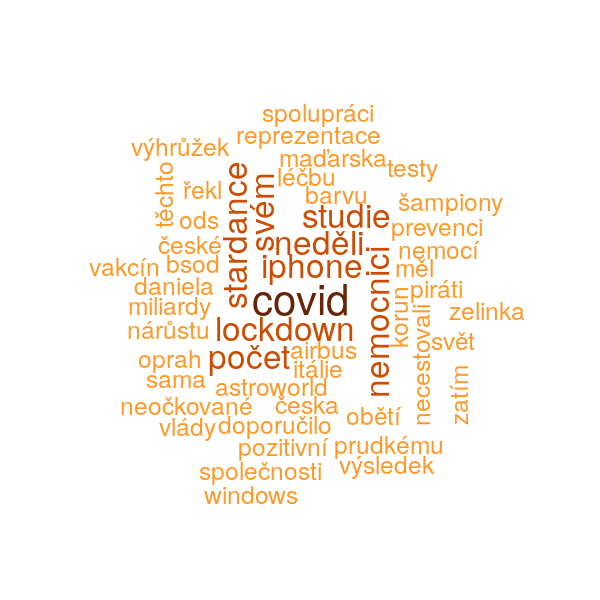 spolupráci
reprezentace
výhrůžek
maďarska
testy
léčbu
těchto
řekl
stardance
svém
barvu
šampiony
studie
ods
prevenci
české
neděli
nemocí
vakcín
bsod
iphone
nemocnici
měl
daniela
covid
korun
piráti
miliardy
zelinka
nárůstu
lockdown
necestovali
svět
oprah
počet
airbus
itálie
sama
astroworld
zatím
neočkované
česka
obětí
vlády
doporučilo
pozitivní
prudkému
společnosti
výsledek
windows